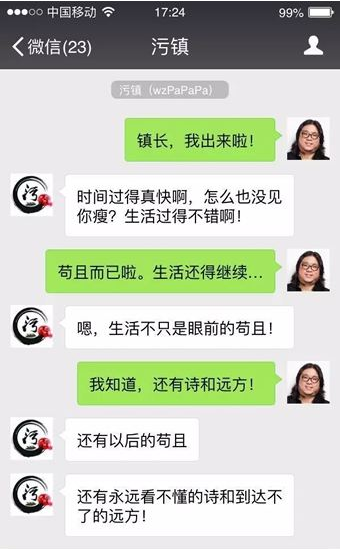 中国移动 17:24 99%
微信(23) 污镇
污镇（wzPaPaPa）
镇长，我出来啦！
时间过得真快啊，怎么也没见
你瘦？生活过得不错啊！
苟且而已啦。生活还得继续…
嗯，生活不只是眼前的苟且！
我知道，还有诗和远方！
还有以后的苟且
还有永远看不懂的诗和到达不
了的远方！